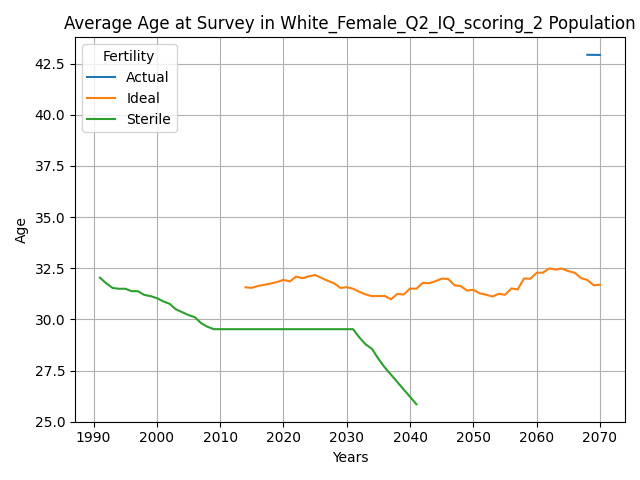 Average Age at Survey in White_Female_Q2_IQ_scoring_2 Population
Fertility
Actual
Ideal
Sterile
42.5
40.0
37.5
35.0
32.5
30.0
27.5
25.0
Age
1990 2000 2010 2020 2030 2040 2050 2060 2070
Years